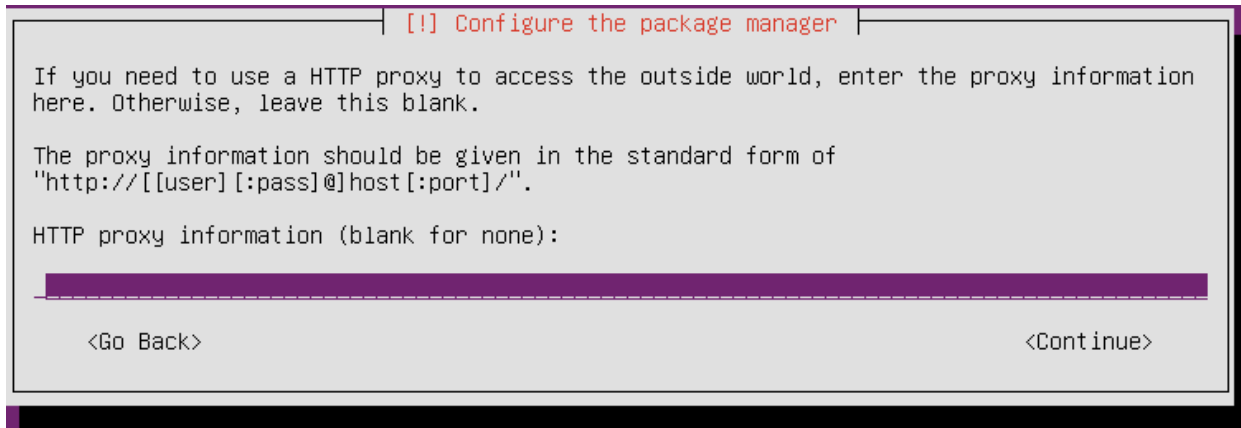 [!] Configure the package manager
If you need to use a HTTP proxy to access the outside world, enter the proxy information
here. Otherwise, leave this blank.
The proxy information should be given in the standard form of
"http://[[user][:pass]@]host[:port]/".
HTTP proxy information (blank for none):
<Go Back> <Continue>